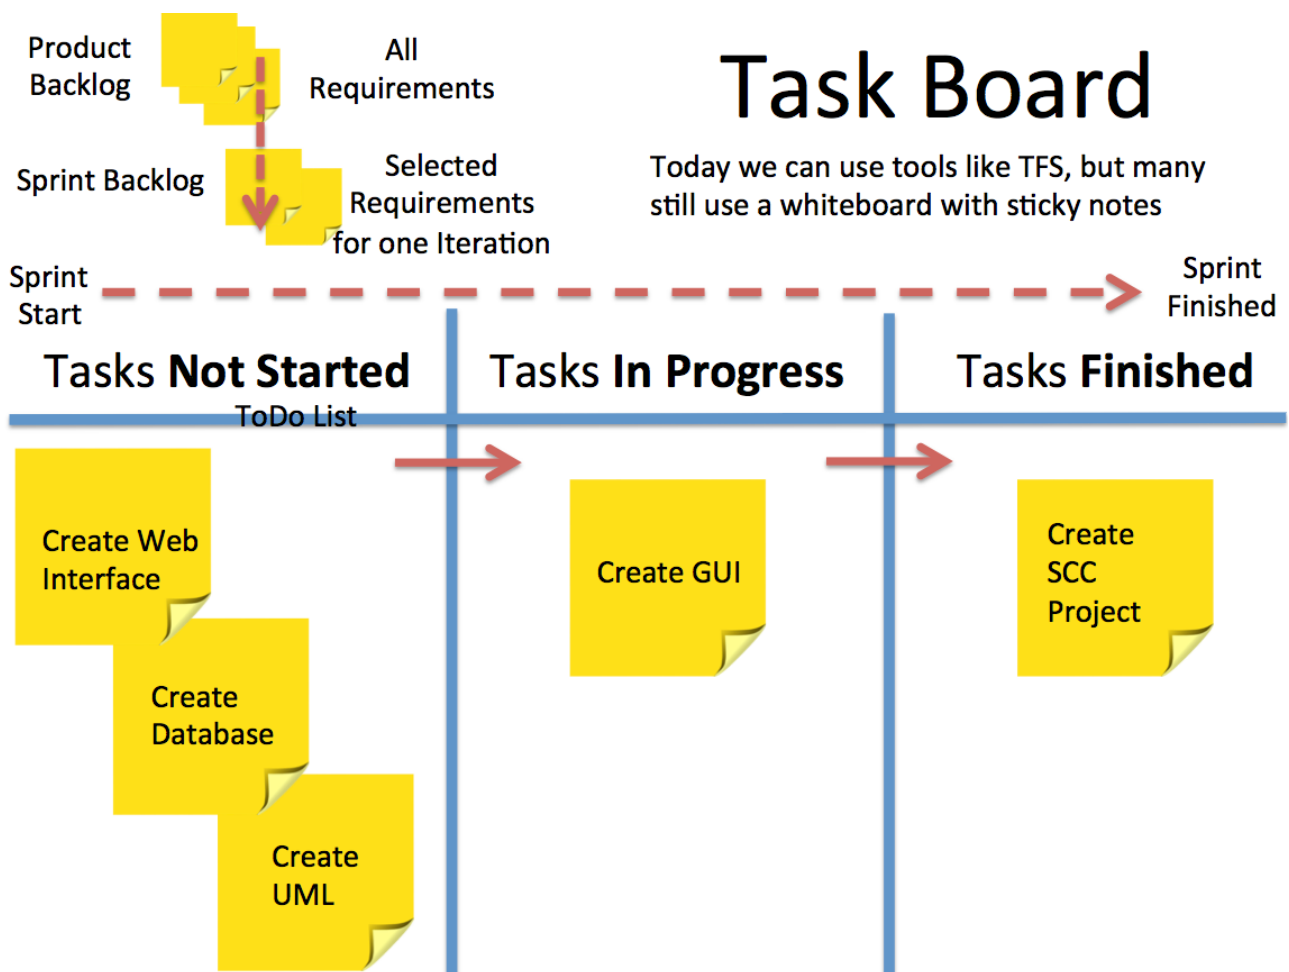 Product
Backlog
All
Requirements
Task Board
Sprint Backlog
Selected
Requirements
for one Iteration
Today we can use tools like TFS, but many
still use a whiteboard with sticky notes
Sprint
Start
Sprint
Finished
Tasks Not Started
ToDo List
Tasks In Progress
Tasks Finished
Create Web
Interface
Create
Database
Create
UML
Create GUI
Create
SCC
Project